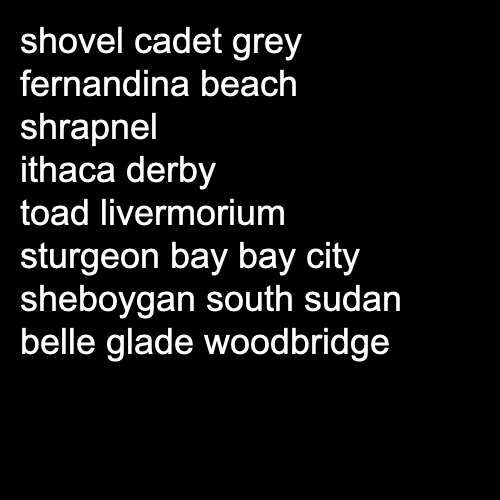 shovel cadet grey
fernandina beach
shrapnel
ithaca derby
toad livermorium
sturgeon bay bay city
sheboygan south sudan
belle glade woodbridge